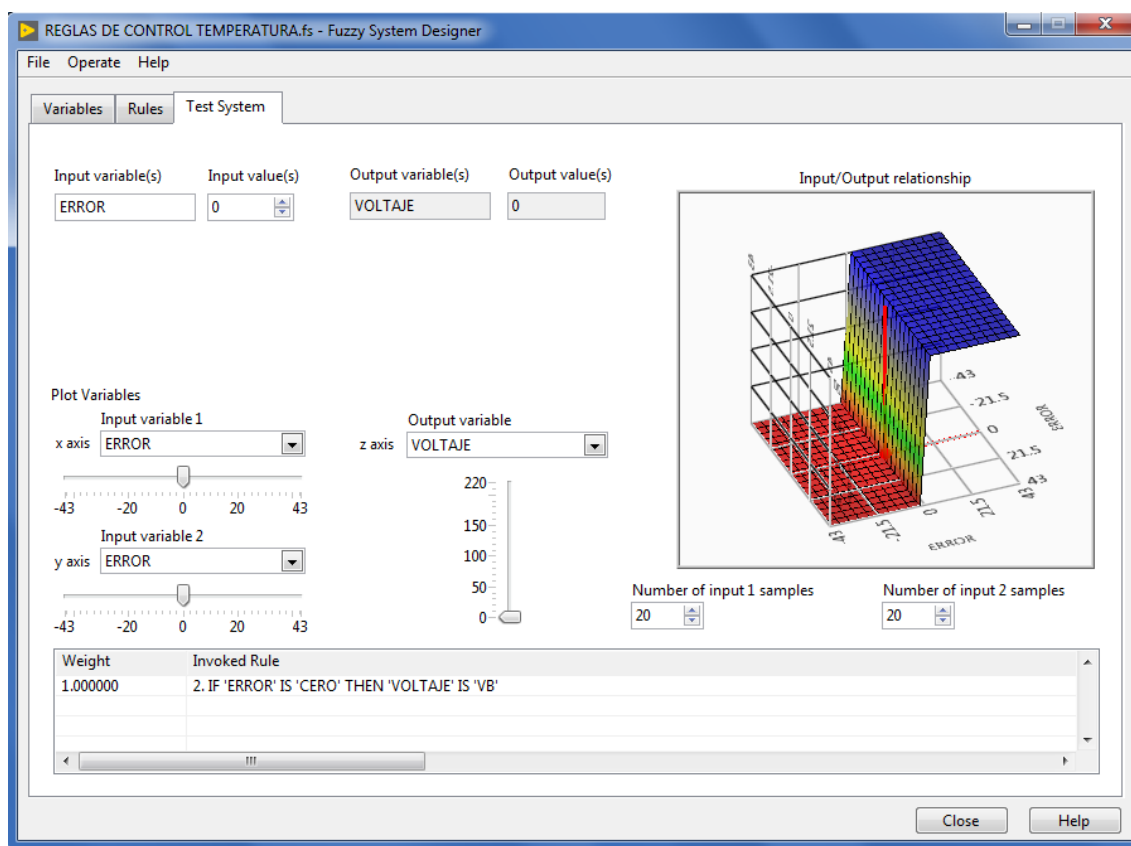 REGLAS DE CONTROL TEMPERATURA.fs - Fuzzy System Designer
File Operate Help
Variables Rules Test System
Input variable(s) Input value(s) Output variable(s) Output value(s)
ERROR 0 VOLTAJE 0
Input/Output relationship
-43
-21.5
0
21.5
43
ERROR
43
21.5
0
-21.5
-43
ERROR
Plot Variables
Input variable 1
x axis ERROR
-43 -20 0 20 43
Input variable 2
y axis ERROR
-43 -20 0 20 43
Output variable
z axis VOLTAJE
220
150
100
50
0
Number of input 1 samples Number of input 2 samples
20 20
Weight Invoked Rule
1.000000 2. IF 'ERROR' IS 'CERO' THEN 'VOLTAJE' IS 'VB'
Close Help